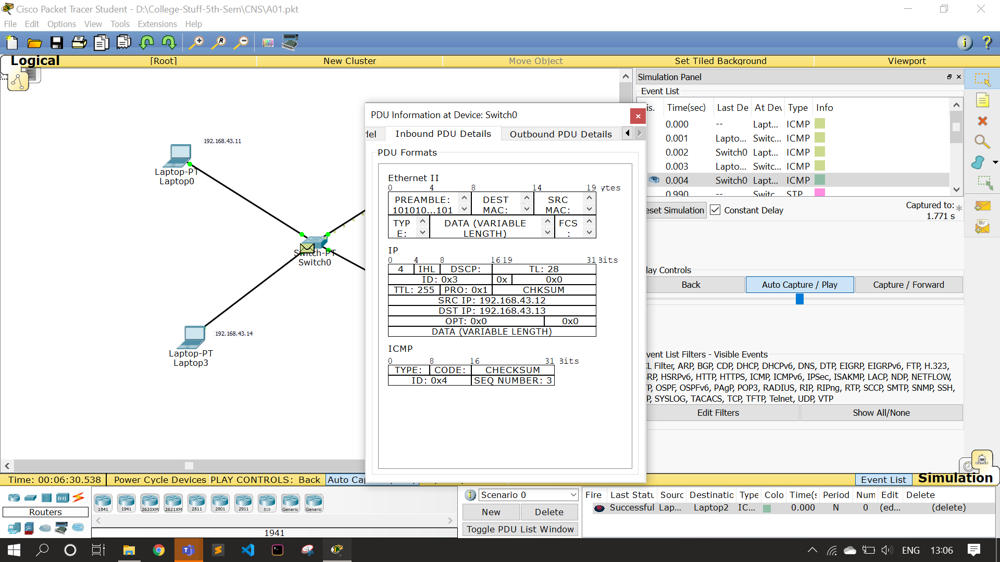 Cisco Packet Tracer Student - D:\College-Stuff-5th-Sem\CNS\A01.pkt
File Edit Options View Tools Extensions Help
Logical [Root] New Cluster Move Object Set Tiled Background Viewport
192.168.43.11
Laptop-PT
Laptop0
Switch-PT
Switch0
192.168.43.14
Laptop-PT
Laptop3
PDU Information at Device: Switch0
del Inbound PDU Details Outbound PDU Details
PDU Formats
Ethernet II
0 4 8 14 19 ytes
PREAMBLE: 101010...101
DEST MAC:
SRC MAC:
TYP E:
DATA (VARIABLE LENGTH)
FCS :
IP
0 4 8 16 19 31 Bits
4 IHL DSCP: TL: 28
ID: 0x3 0x 0x0
TTL: 255 PRO: 0x1 CHKSUM
SRC IP: 192.168.43.12
DST IP: 192.168.43.13
OPT: 0x0 0x0
DATA (VARIABLE LENGTH)
ICMP
0 8 16 31 Bits
TYPE: CODE: CHECKSUM
ID: 0x4 SEQ NUMBER: 3
Simulation Panel
Event List
is. Time(sec) Last De At Dev Type Info
0.000 -- Lapt... ICMP
0.001 Lapto... Switc... ICMP
0.002 Switch0 Lapt... ICMP
0.003 Lapto... Switc... ICMP
0.004 Switch0 Lapt... ICMP
0.990 -- Switc STP
eset Simulation Constant Delay Captured to: *
1.771 s
lay Controls
Back Auto Capture / Play Capture / Forward
vent List Filters - Visible Events
CL Filter, ARP, BGP, CDP, DHCP, DHCPv6, DNS, DTP, EIGRP, EIGRPv6, FTP, H.323,
RP, HSRPv6, HTTP, HTTPS, ICMP, ICMPv6, IPSec, ISAKMP, LACP, NDP, NETFLOW,
TP, OSPF, OSPFv6, PAgP, POP3, RADIUS, RIP, RIPng, RTP, SCCP, SMTP, SNMP, SSH,
P, SYSLOG, TACACS, TCP, TFTP, Telnet, UDP, VTP
Edit Filters Show All/None
Time: 00:06:30.538 Power Cycle Devices PLAY CONTROLS: Back Auto Ca Event List Simulation
Routers
1841 1941 2620XM 2621XM 2811 2901 2911 819 Generic Generic
1941
Scenario 0
New Delete
Toggle PDU List Window
Fire Last Statu Sourc Destinatio Type Colo Time(s Period Num Edit Delete
Successful Lap... Laptop2 IC... 0.000 N 0 (ed... (delete)
ENG 13:06